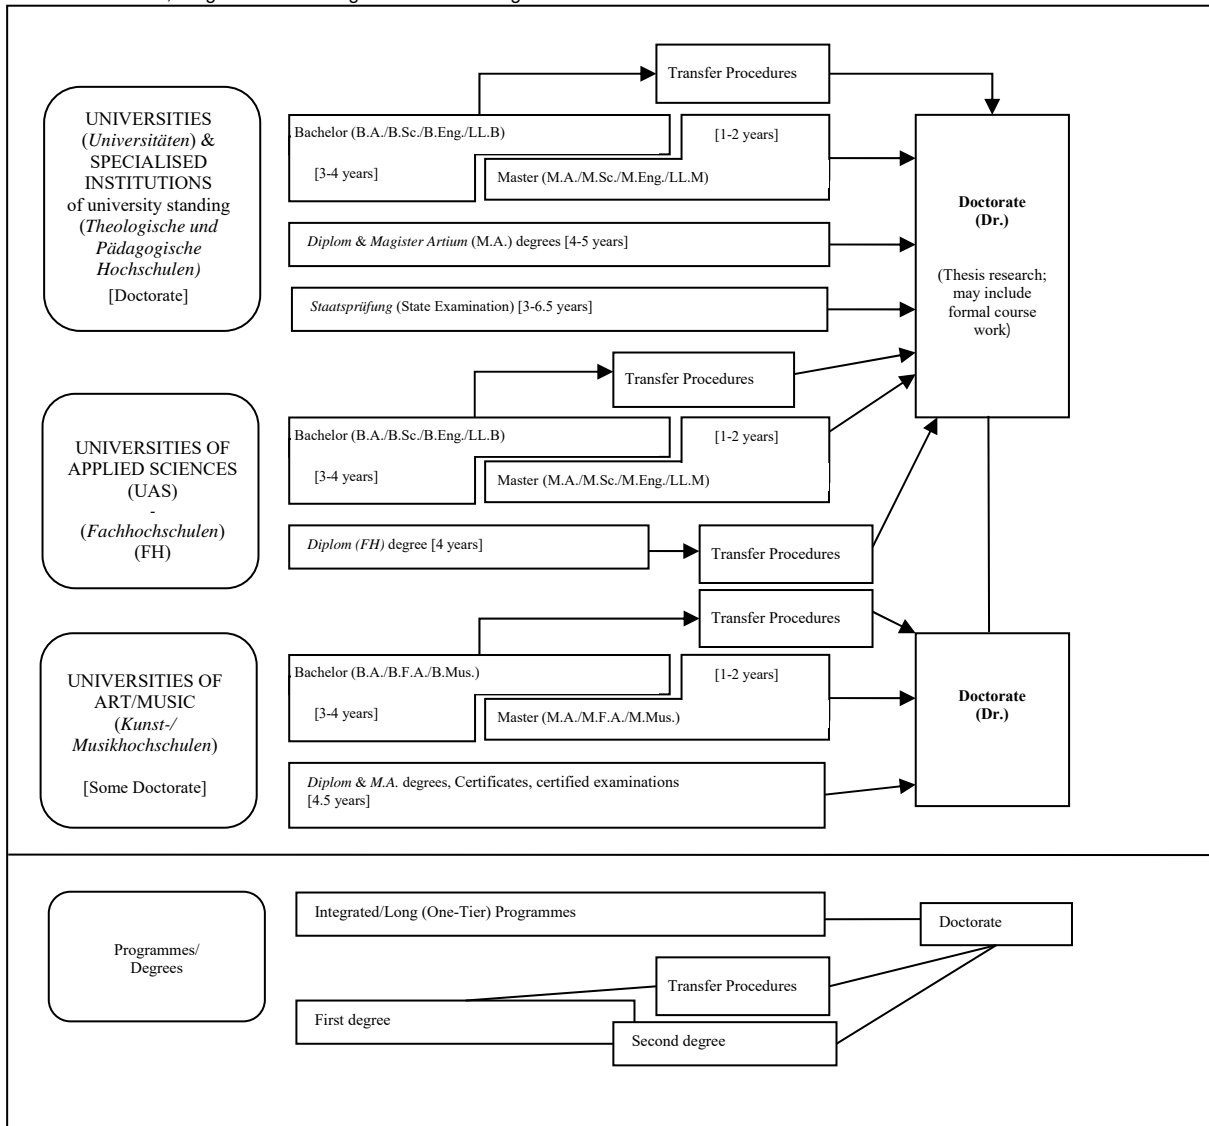 Transfer Procedures
UNIVERSITIES
(Universitäten) &
SPECIALISED
INSTITUTIONS
of university standing
(Theologische und
Pädagogische
Hochschulen)
[Doctorate]
Bachelor (B.A./B.Sc./B.Eng./LL.B)
[1-2 years]
[3-4 years]
Master (M.A./M.Sc./M.Eng./LL.M)
Diplom & Magister Artium (M.A.) degrees [4-5 years]
Staatsprüfung (State Examination) [3-6.5 years]
Doctorate
(Dr.)
(Thesis research;
may include
formal course
work)
Transfer Procedures
UNIVERSITIES OF
APPLIED SCIENCES
(UAS)
-
(Fachhochschulen)
(FH)
Bachelor (B.A./B.Sc./B.Eng./LL.B)
[1-2 years]
[3-4 years]
Master (M.A./M.Sc./M.Eng./LL.M)
Diplom (FH) degree [4 years]
Transfer Procedures
Transfer Procedures
UNIVERSITIES OF
ART/MUSIC
(Kunst-/
Musikhochschulen)
[Some Doctorate]
Bachelor (B.A./B.F.A./B.Mus.)
[1-2 years]
[3-4 years]
Master (M.A./M.F.A./M.Mus.)
Diplom & M.A. degrees, Certificates, certified examinations
[4.5 years]
Doctorate
(Dr.)
Programmes/
Degrees
Integrated/Long (One-Tier) Programmes
Doctorate
Transfer Procedures
First degree
Second degree